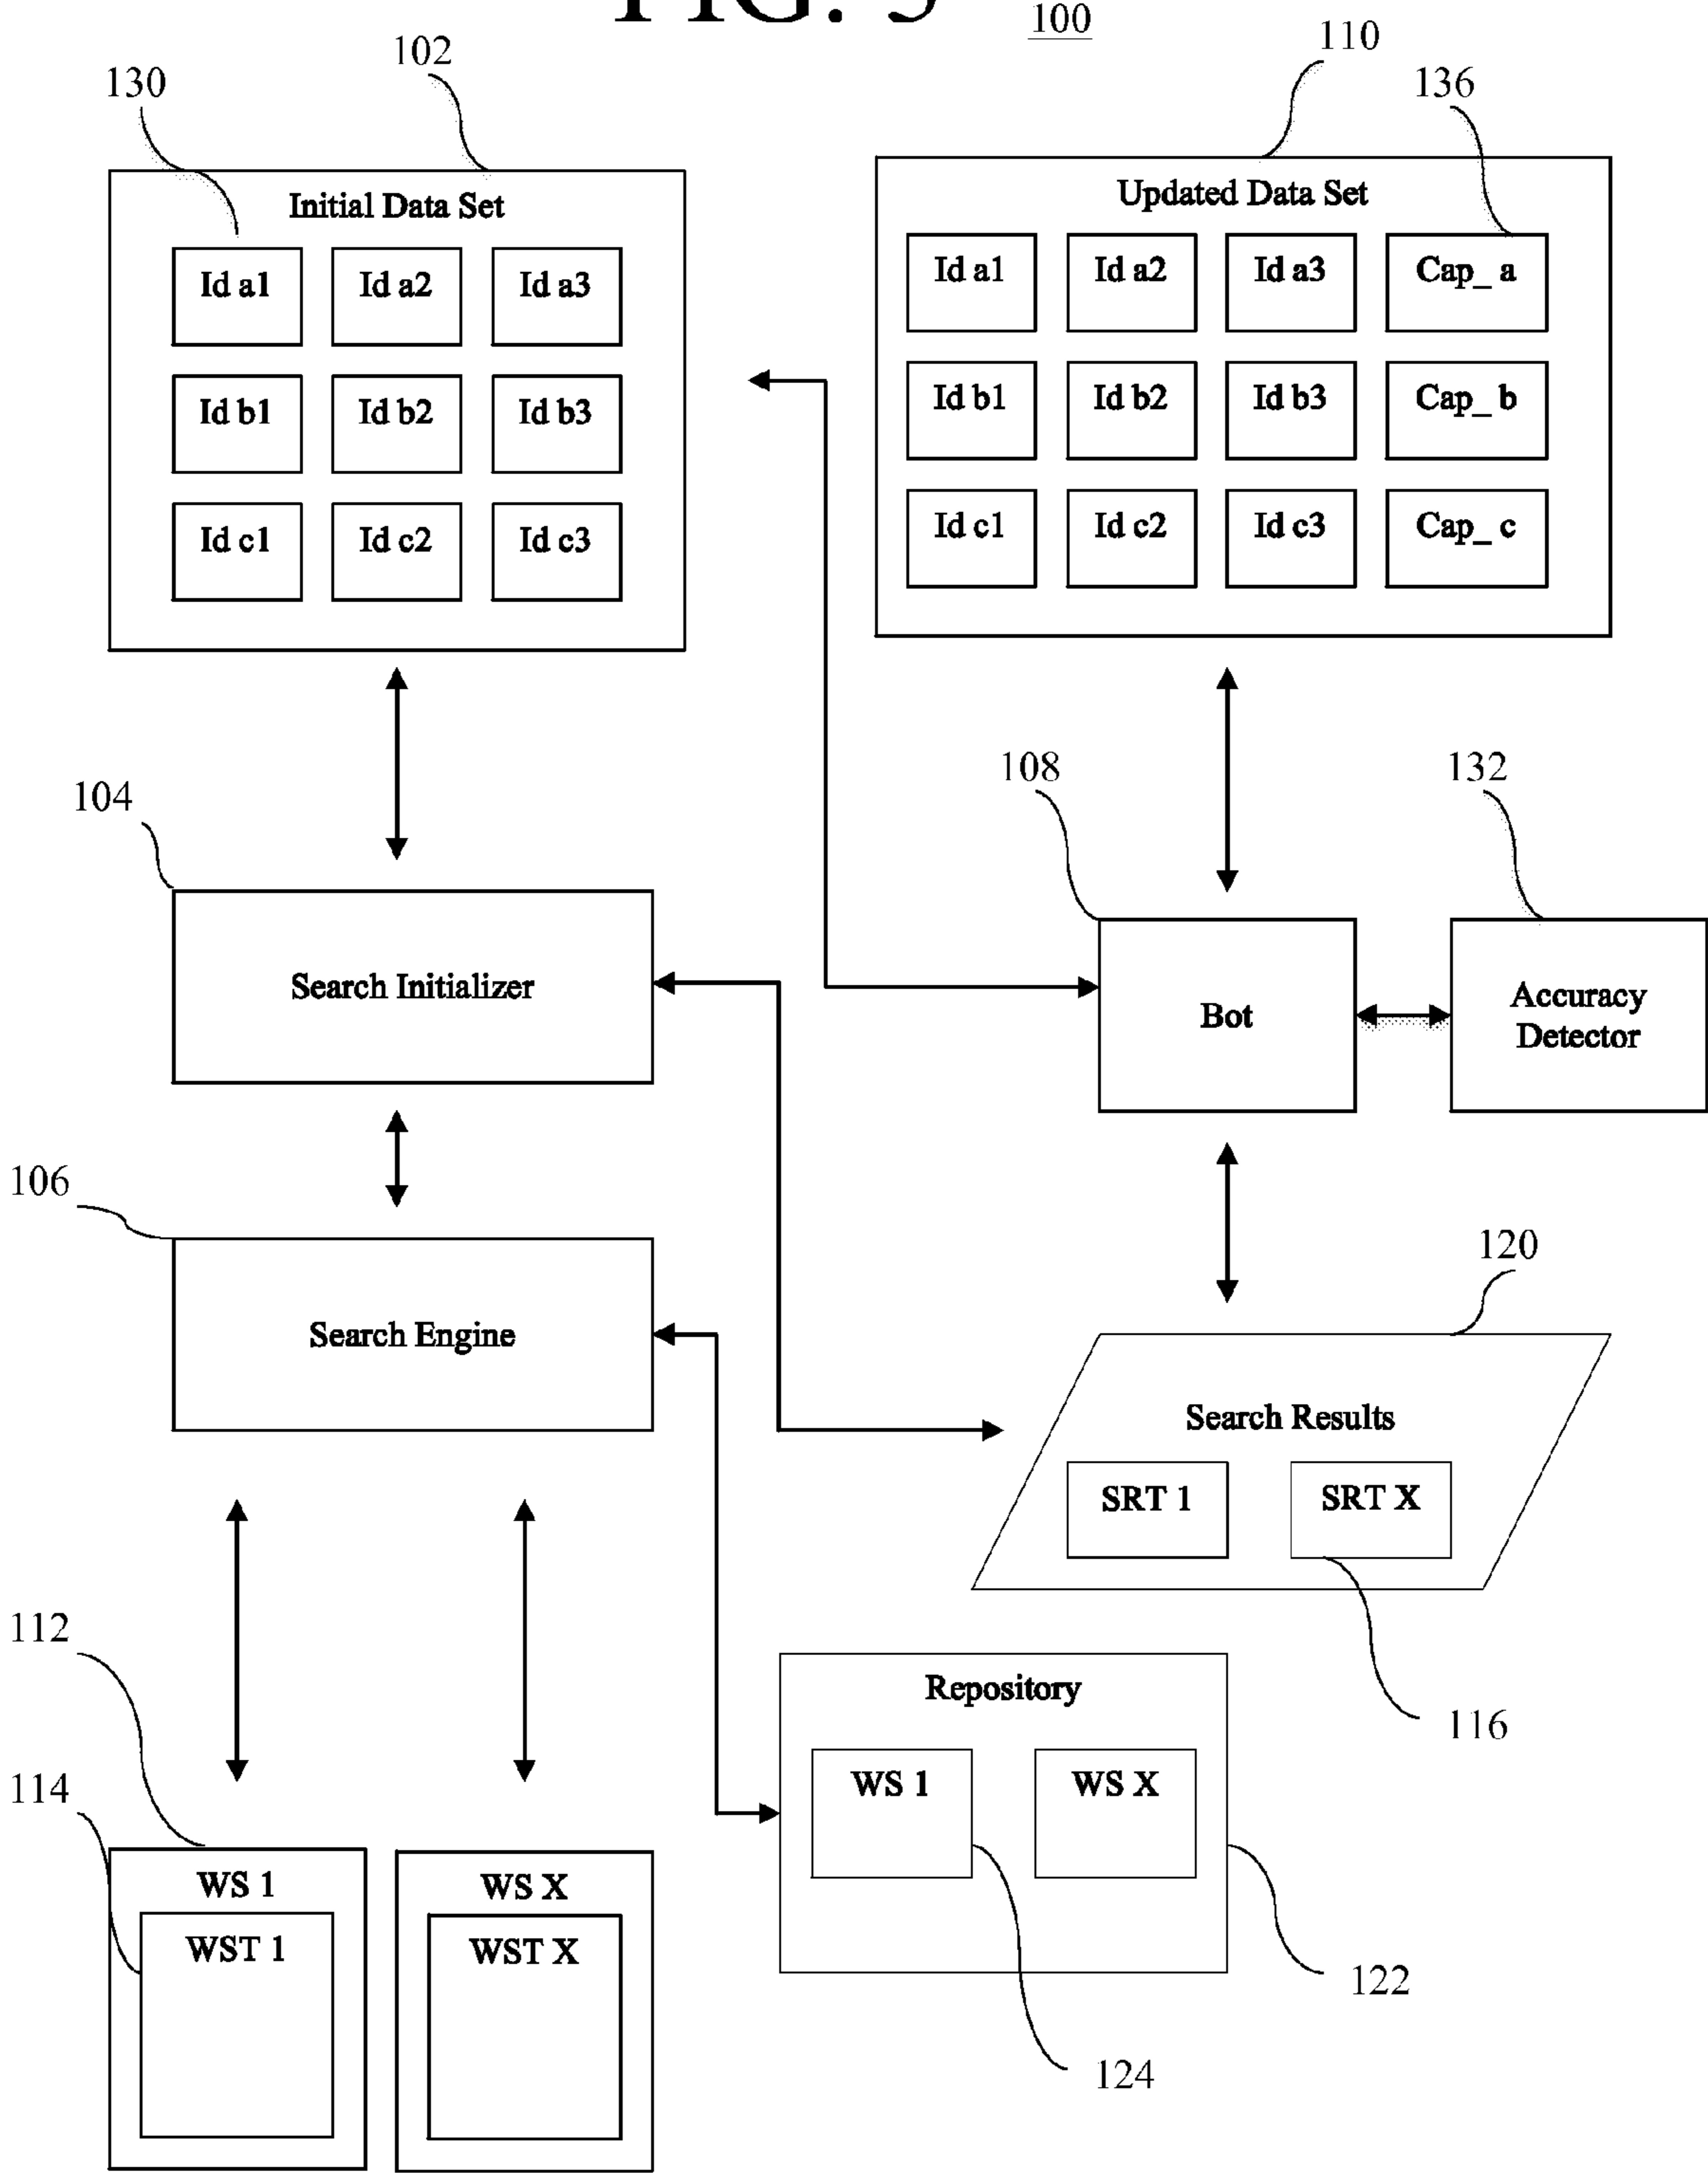 100
102
110
130
136
Initial Data Set
Id a1 Id a2 Id a3
Id b1 Id b2 Id b3
Id c1 Id c2 Id c3
Updated Data Set
Id a1 Id a2 Id a3 Cap_ a
Id b1 Id b2 Id b3 Cap_ b
Id c1 Id c2 Id c3 Cap_ c
104
108
132
Search Initializer
Bot
Accuracy
Detector
106
Search Engine
120
Search Results
SRT 1 SRT X
116
112
114
Repository
WS 1 WS X
122
124
WS 1
WST 1
WS X
WST X